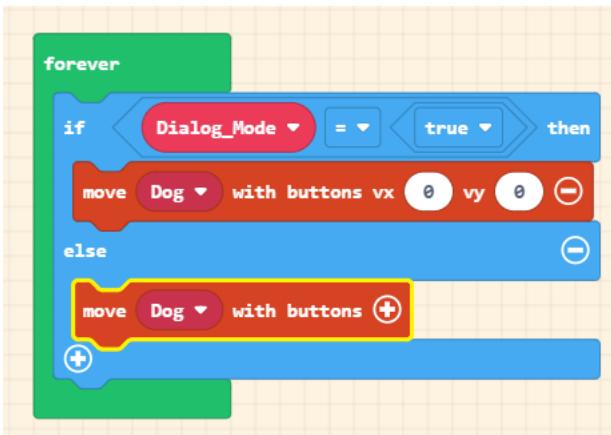 forever
if Dialog_Mode = true then
move Dog with buttons vx 0 vy 0
else
move Dog with buttons